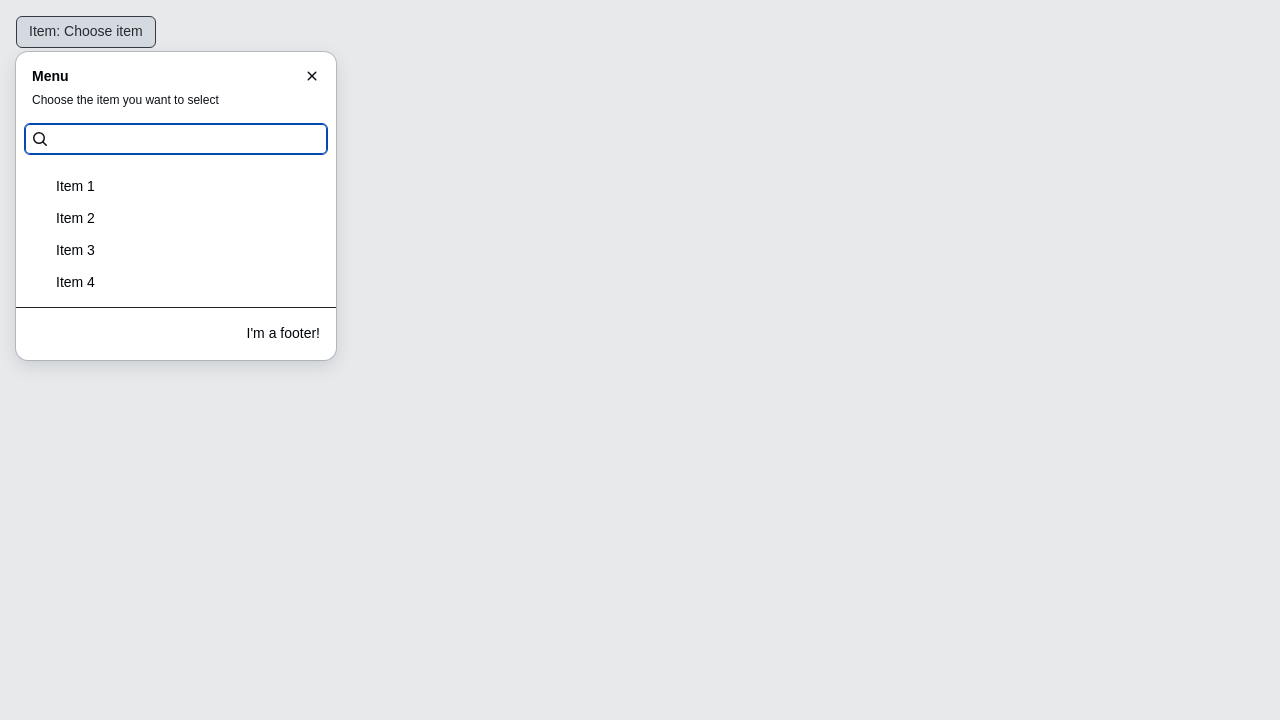 Item: Choose item
Menu
Choose the item you want to select
Item 1
Item 2
Item 3
Item 4
I'm a footer!